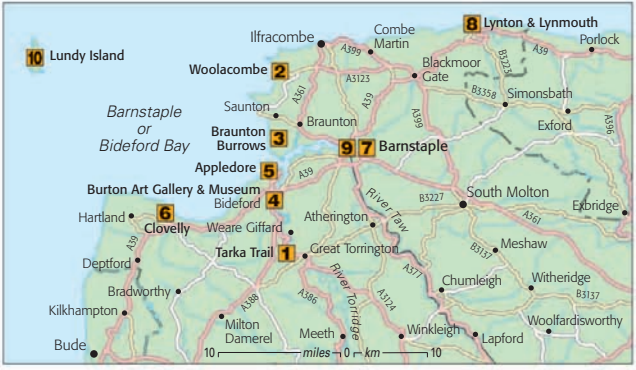 8 Lynton & Lynmouth
Combe
Martin
Ilfracombe
Porlock
A399
A39
B3223
10 Lundy Island
Woolacombe 2
Blackmoor
Gate
A3123
A361
A39
B3358
Simonsbath
Saunton
A399
Barnstaple
or
Bideford Bay
Braunton
Exford
A396
Braunton
Burrows 3
9 7 Barnstaple
Appledore 5
A39
Burton Art Gallery & Museum
Bideford 4
River Taw
B3227
South Molton
Hartland
6
Clovelly
Weare Giffard
Atherington
A361
Exbridge
A39
Tarka Trail 1
Great Torrington
B3137
Meshaw
Deptford
A377
Bradworthy
A388
A386
River Torridge
A3124
Chumleigh
Witheridge
B3137
Kilkhampton
Milton
Damerel
Meeth
Winkleigh
Lapford
Woolfardisworthy
Bude
10 miles 0 km 10